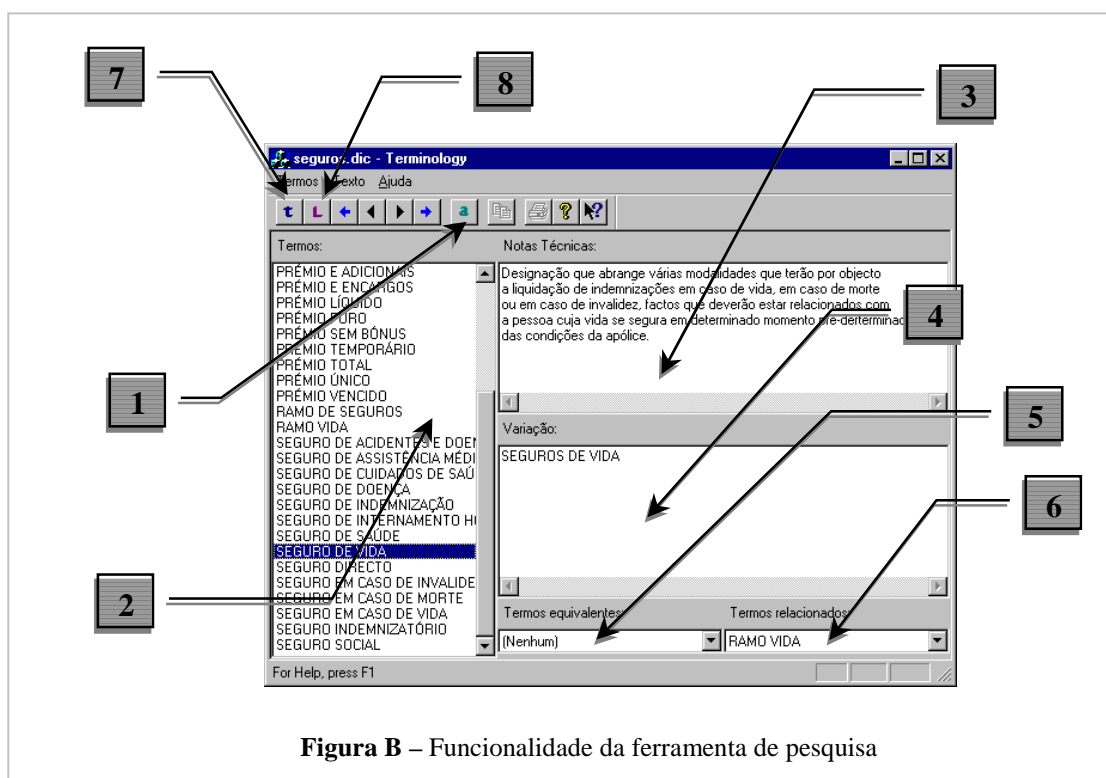 7
8
3
seguros.dic - Terminology
Termos Texto Ajuda
t L a
Termos:
Notas Técnicas:
PRÉMIO E ADICIONAIS
PRÉMIO E ENCARGOS
PRÉMIO LÍQUIDO
PRÉMIO PURO
PRÉMIO SEM BÓNUS
PRÉMIO TEMPORÁRIO
PRÉMIO TOTAL
PRÉMIO ÚNICO
PRÉMIO VENCIDO
RAMO DE SEGUROS
RAMO VIDA
SEGURO DE ACIDENTES E DOEN
SEGURO DE ASSISTÊNCIA MÉDI
SEGURO DE CUIDADOS DE SAÚ
SEGURO DE DOENÇA
SEGURO DE INDEMNIZAÇÃO
SEGURO DE INTERNAMENTO HO
SEGURO DE SAÚDE
SEGURO DE VIDA
SEGURO DIRECTO
SEGURO EM CASO DE INVALIDE
SEGURO EM CASO DE MORTE
SEGURO EM CASO DE VIDA
SEGURO INDEMNIZATÓRIO
SEGURO SOCIAL
Designação que abrange várias modalidades que terão por objecto
a liquidação de indemnizações em caso de vida, em caso de morte
ou em caso de invalidez, factos que deverão estar relacionados com
a pessoa cuja vida se segura em determinado momento pré-derterminad
das condições da apólice.
4
1
Variação:
5
SEGUROS DE VIDA
6
2
Termos equivalentes:
Termos relacionados:
(Nenhum)
RAMO VIDA
For Help, press F1
Figura B – Funcionalidade da ferramenta de pesquisa